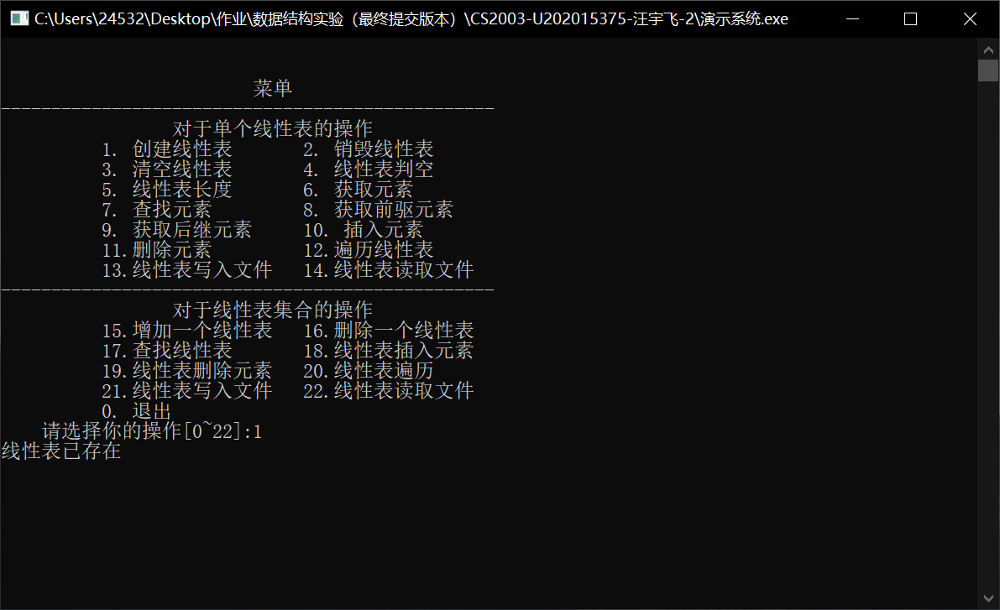 C:\Users\24532\Desktop\作业\数据结构实验（最终提交版本）\CS2003-U202015375-汪宇飞-2\演示系统.exe
菜单
-------------------------------------------------
对于单个线性表的操作
1. 创建线性表 2. 销毁线性表
3. 清空线性表 4. 线性表判空
5. 线性表长度 6. 获取元素
7. 查找元素 8. 获取前驱元素
9. 获取后继元素 10. 插入元素
11.删除元素 12.遍历线性表
13.线性表写入文件 14.线性表读取文件
-------------------------------------------------
对于线性表集合的操作
15.增加一个线性表 16.删除一个线性表
17.查找线性表 18.线性表插入元素
19.线性表删除元素 20.线性表遍历
21.线性表写入文件 22.线性表读取文件
0. 退出
请选择你的操作[0~22]:1
线性表已存在